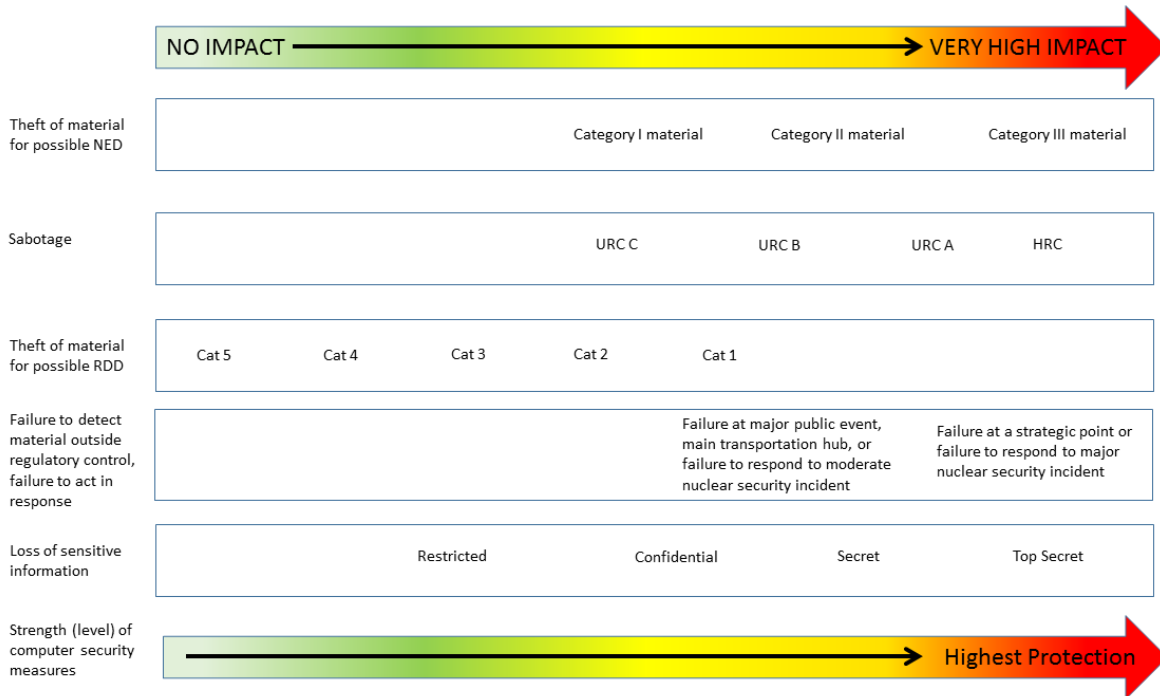 NO IMPACT
VERY HIGH IMPACT
Theft of material
for possible NED
Category I material
Category II material
Category III material
Sabotage
URC C
URC B
URC A
HRC
Theft of material
for possible RDD
Cat 5
Cat 4
Cat 3
Cat 2
Cat 1
Failure to detect
material outside
regulatory control,
failure to act in
response
Failure at major public event,
main transportation hub, or
failure to respond to moderate
nuclear security incident
Failure at a strategic point or
failure to respond to major
nuclear security incident
Loss of sensitive
information
Restricted
Confidential
Secret
Top Secret
Strength (level) of
computer security
measures
Highest Protection